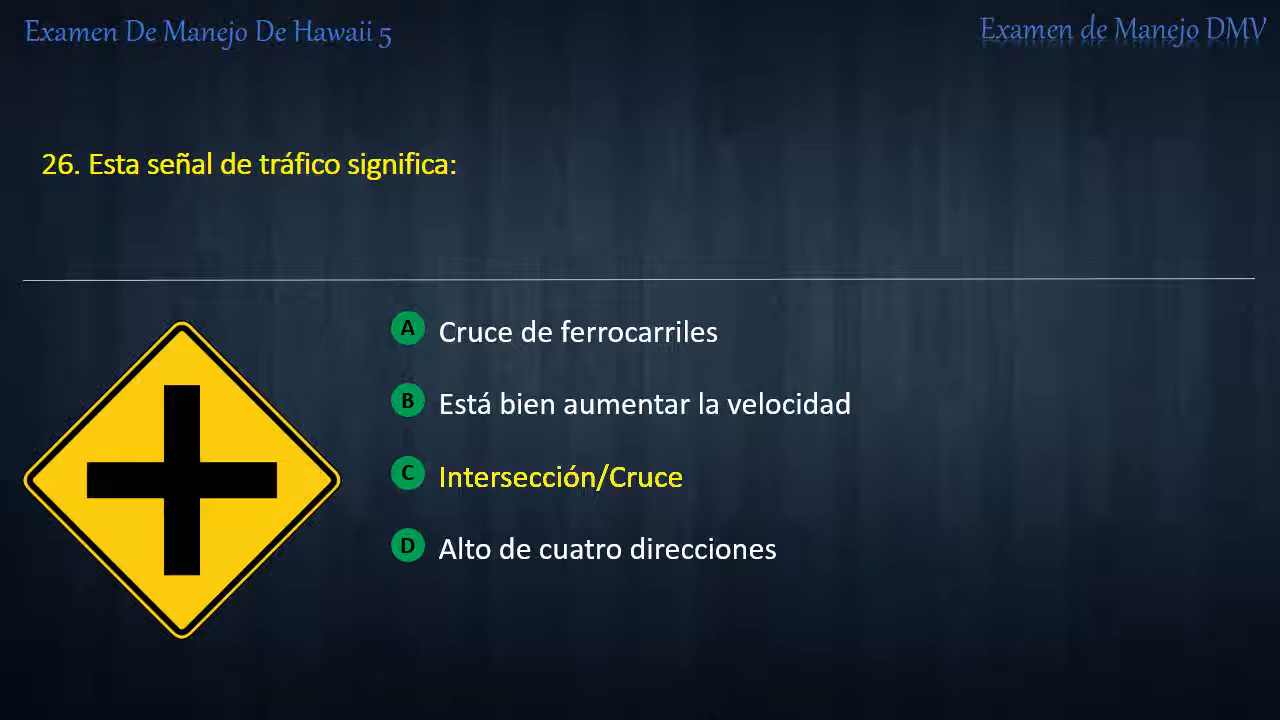 Examen De Manejo De Hawaii 5
Examen de Manejo DMV
26. Esta señal de tráfico significa:
A Cruce de ferrocarriles
B Está bien aumentar la velocidad
C Intersección/Cruce
D Alto de cuatro direcciones